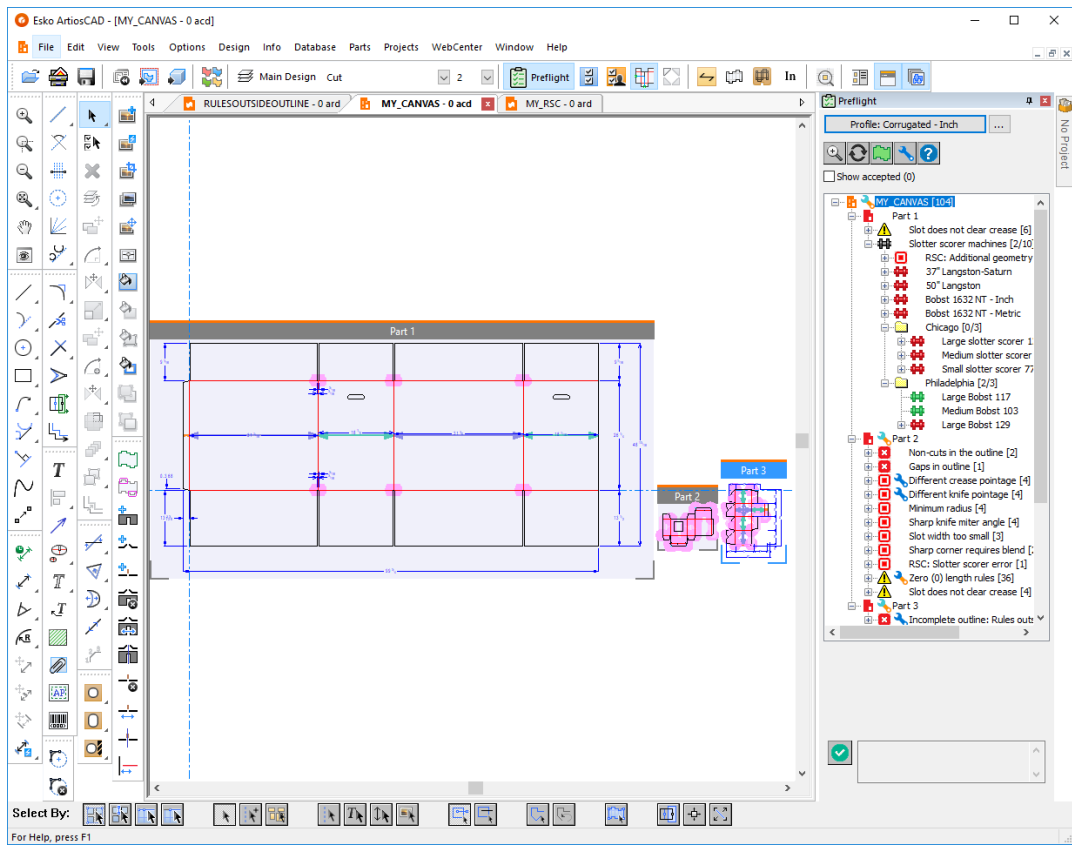 Esko ArtiosCAD - [MY_CANVAS - 0 acd]
File Edit View Tools Options Design Info Database Parts Projects WebCenter Window Help
Main Design Cut 2 Preflight In
RULESOUTSIDEOUTLINE - 0 ard MY_CANVAS - 0 acd MY_RSC - 0 ard
Preflight
No Project
Profile: Corrugated - Inch ...
Show accepted (0)
MY_CANVAS [104]
Part 1
Slot does not clear crease [6]
Slotter scorer machines [2/10]
RSC: Additional geometry
37" Langston-Saturn
50" Langston
Bobst 1632 NT - Inch
Bobst 1632 NT - Metric
Chicago [0/3]
Large slotter scorer 1
Medium slotter scorer
Small slotter scorer 77
Philadelphia [2/3]
Large Bobst 117
Medium Bobst 103
Large Bobst 129
Part 2
Non-cuts in the outline [2]
Gaps in outline [1]
Different crease pointage [4]
Different knife pointage [4]
Minimum radius [4]
Sharp knife miter angle [4]
Slot width too small [3]
Sharp corner requires blend [
RSC: Slotter scorer error [1]
Zero (0) length rules [36]
Slot does not clear crease [4]
Part 3
Incomplete outline: Rules outs
Part 1
Part 2
Part 3
Select By:
For Help, press F1